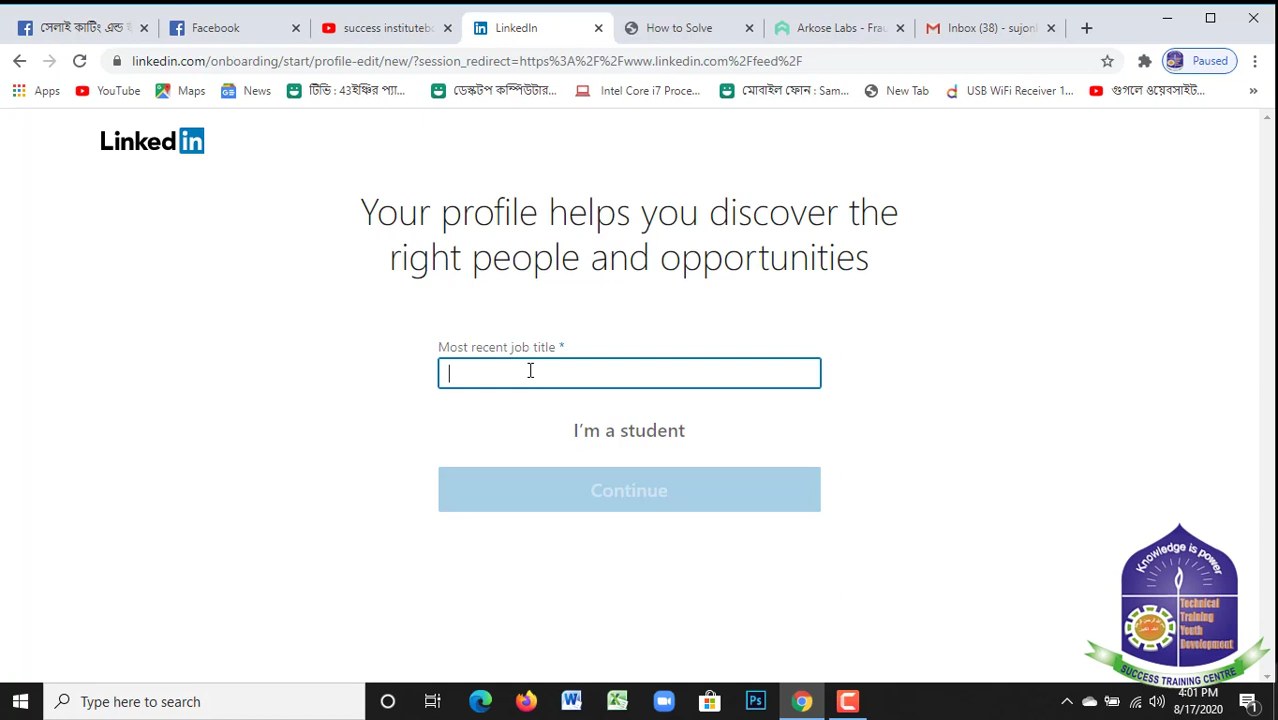 সেলাই কাটিং এন্ড
Facebook
success institutebo
LinkedIn
How to Solve
Arkose Labs - Frau
Inbox (38) - sujonl
linkedin.com/onboarding/start/profile-edit/new/?session_redirect=https%3A%2F%2Fwww.linkedin.com%2Ffeed%2F
Paused
Apps
YouTube
Maps
News
টিভি : 43ইঞ্চির প্যা...
ডেস্কটপ কম্পিউটার...
Intel Core i7 Proce...
মোবাইল ফোন : Sam...
New Tab
USB WiFi Receiver 1...
গুগলে ওয়েবসাইট...
Linked in
Your profile helps you discover the
right people and opportunities
Most recent job title *
I'm a student
Continue
Knowledge is power
Technical
Training
Youth
Development
SUCCESS TRAINING CENTRE
Type here to search
4:01 PM
8/17/2020